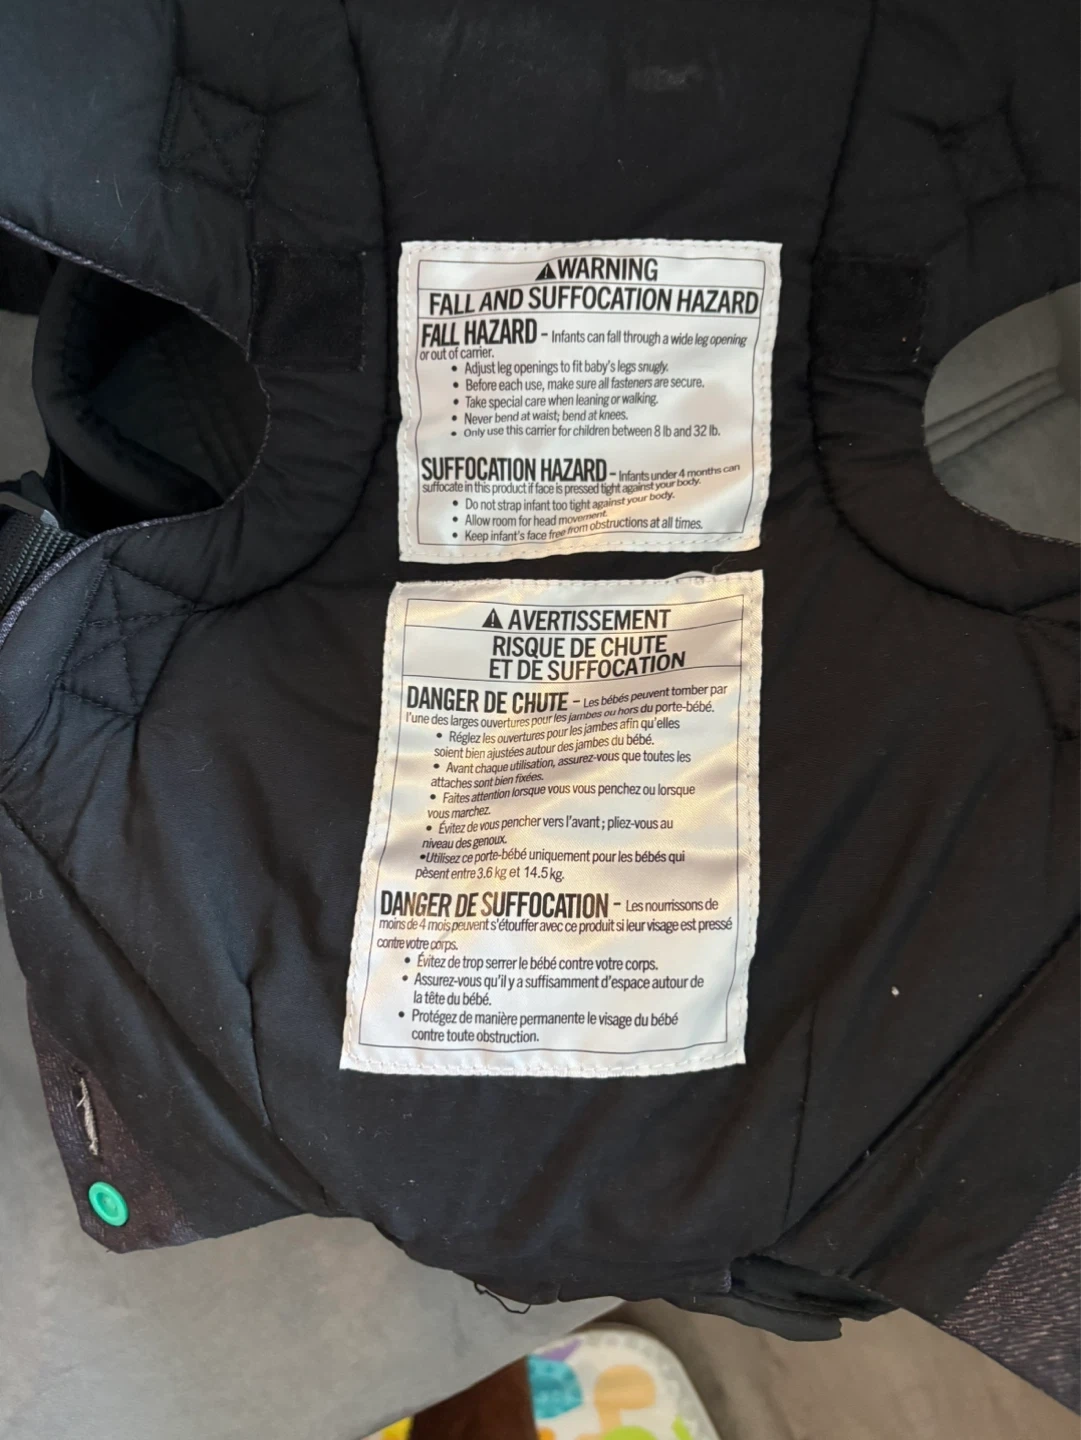 ⚠WARNING
FALL AND SUFFOCATION HAZARD
FALL HAZARD - Infants can fall through a wide leg opening
or out of carrier.
• Adjust leg openings to fit baby's legs snugly.
• Before each use, make sure all fasteners are secure.
• Take special care when leaning or walking.
• Never bend at waist; bend at knees.
• Only use this carrier for children between 8 lb and 32 lb.
SUFFOCATION HAZARD - Infants under 4 months can
suffocate in this product if face is pressed tight against your body.
• Do not strap infant too tight against your body.
• Allow room for head movement.
• Keep infant's face free from obstructions at all times.
⚠ AVERTISSEMENT
RISQUE DE CHUTE
ET DE SUFFOCATION
DANGER DE CHUTE - Les bébés peuvent tomber par
l'une des larges ouvertures pour les jambes ou hors du porte-bébé.
• Réglez les ouvertures pour les jambes afin qu'elles
soient bien ajustées autour des jambes du bébé.
• Avant chaque utilisation, assurez-vous que toutes les
attaches sont bien fixées.
• Faites attention lorsque vous vous penchez ou lorsque
vous marchez.
• Évitez de vous pencher vers l'avant ; pliez-vous au
niveau des genoux.
•Utilisez ce porte-bébé uniquement pour les bébés qui
pèsent entre 3.6 kg et 14.5 kg.
DANGER DE SUFFOCATION - Les nourrissons de
moins de 4 mois peuvent s'étouffer avec ce produit si leur visage est pressé
contre votre corps.
• Évitez de trop serrer le bébé contre votre corps.
• Assurez-vous qu'il y a suffisamment d'espace autour de
la tête du bébé.
• Protégez de manière permanente le visage du bébé
contre toute obstruction.